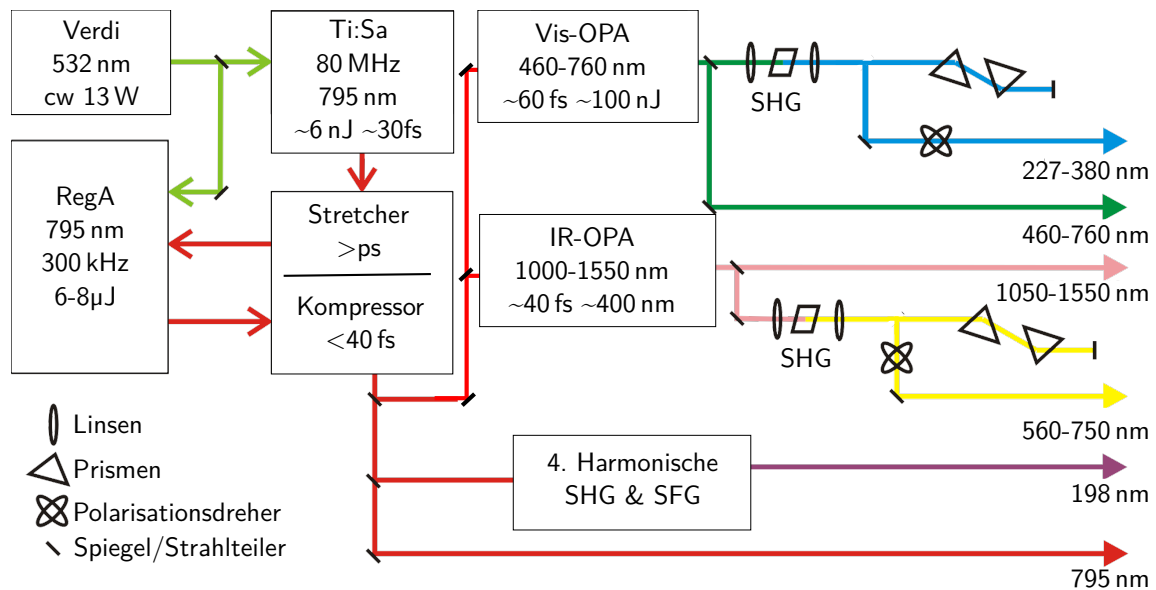 Verdi
532 nm
cw 13 W
Ti:Sa
80 MHz
795 nm
~6 nJ ~30fs
Vis-OPA
460-760 nm
~60 fs ~100 nJ
SHG
227-380 nm
460-760 nm
RegA
795 nm
300 kHz
6-8µJ
Stretcher
>ps
Kompressor
<40 fs
IR-OPA
1000-1550 nm
~40 fs ~400 nm
1050-1550 nm
SHG
560-750 nm
4. Harmonische
SHG & SFG
198 nm
795 nm
Linsen
Prismen
Polarisationsdreher
Spiegel/Strahlteiler